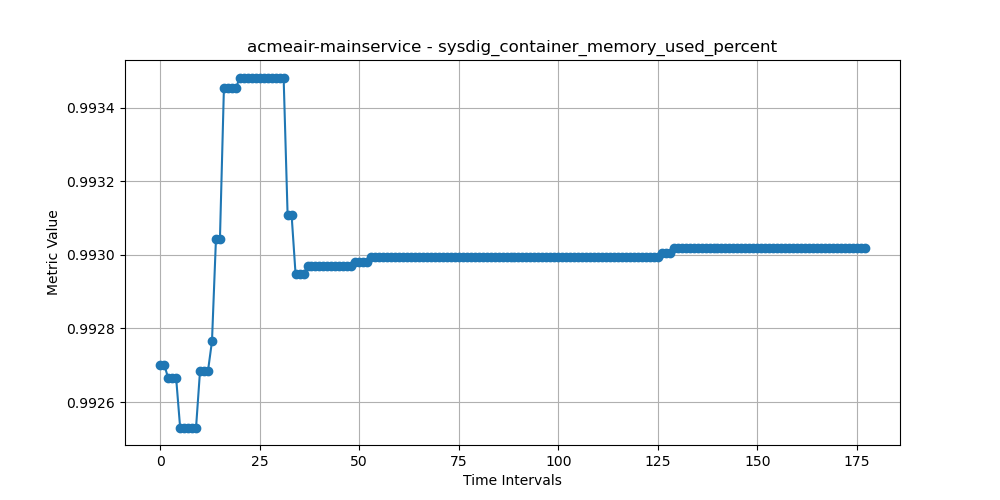 acmeair-mainservice - sysdig_container_memory_used_percent
Metric Value
0.9934
0.9932
0.9930
0.9928
0.9926
0 25 50 75 100 125 150 175
Time Intervals